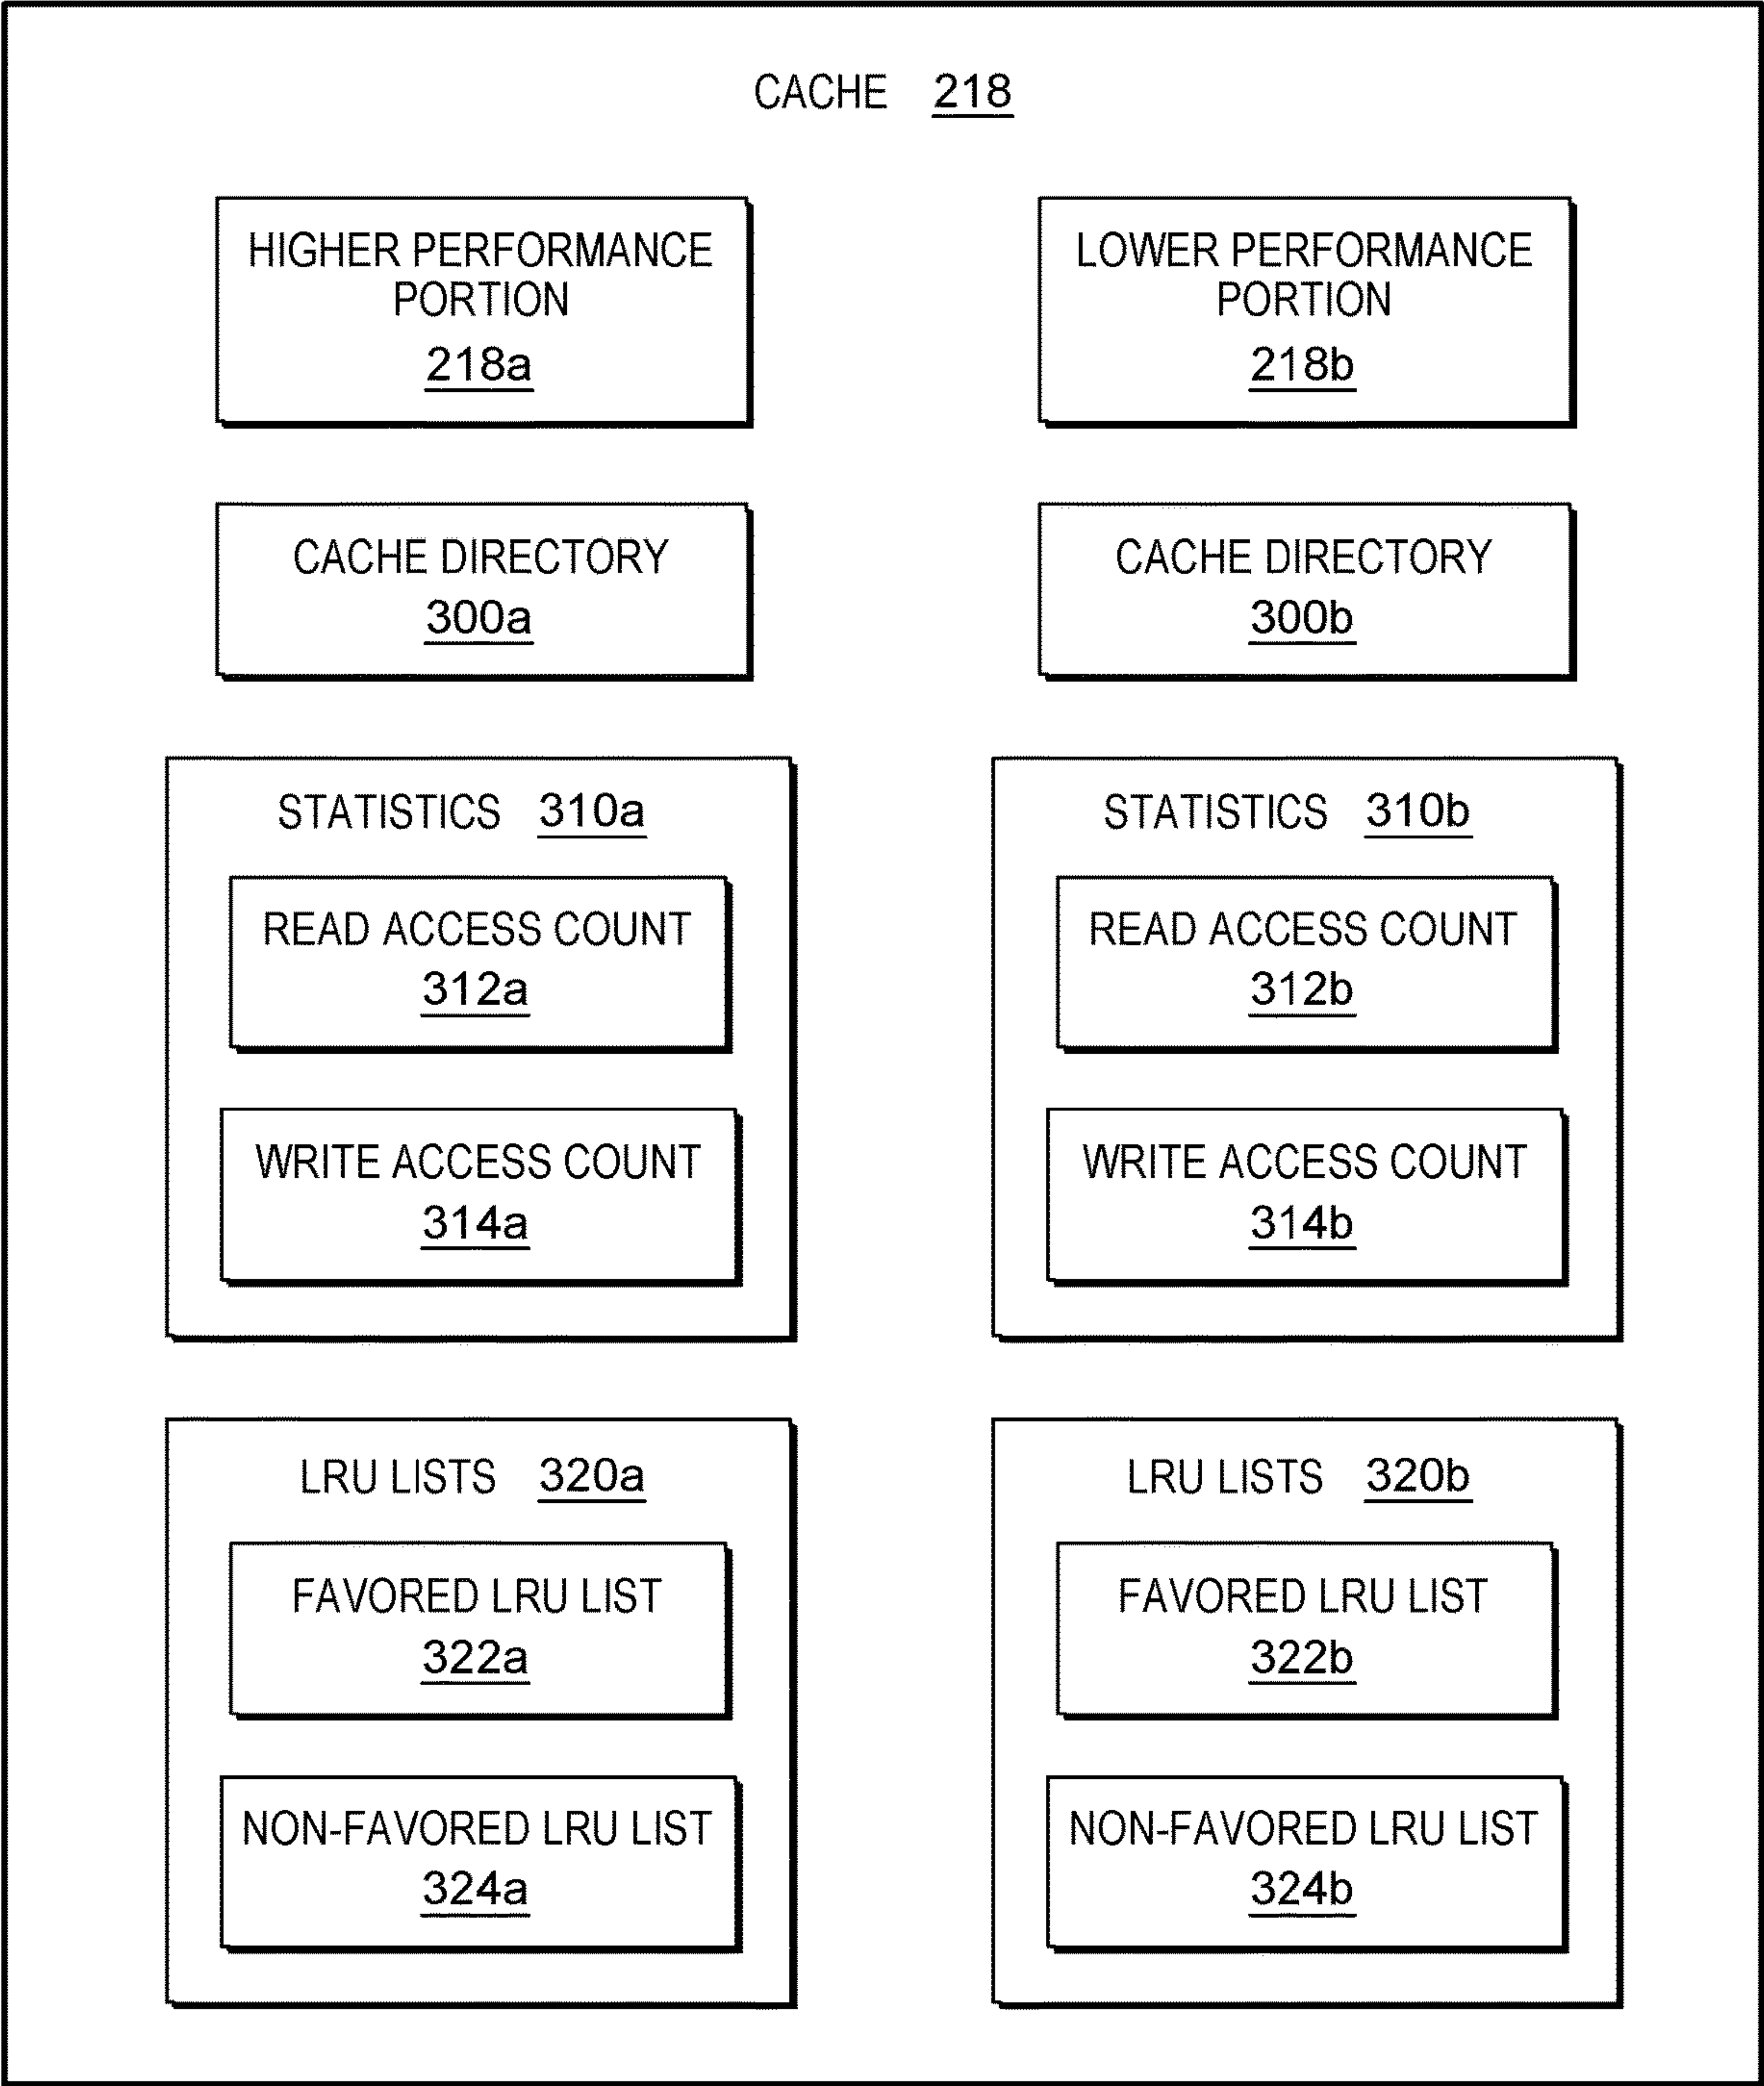 CACHE 218
HIGHER PERFORMANCE
PORTION
218a
LOWER PERFORMANCE
PORTION
218b
CACHE DIRECTORY
300a
CACHE DIRECTORY
300b
STATISTICS 310a
READ ACCESS COUNT
312a
WRITE ACCESS COUNT
314a
STATISTICS 310b
READ ACCESS COUNT
312b
WRITE ACCESS COUNT
314b
LRU LISTS 320a
FAVORED LRU LIST
322a
NON-FAVORED LRU LIST
324a
LRU LISTS 320b
FAVORED LRU LIST
322b
NON-FAVORED LRU LIST
324b